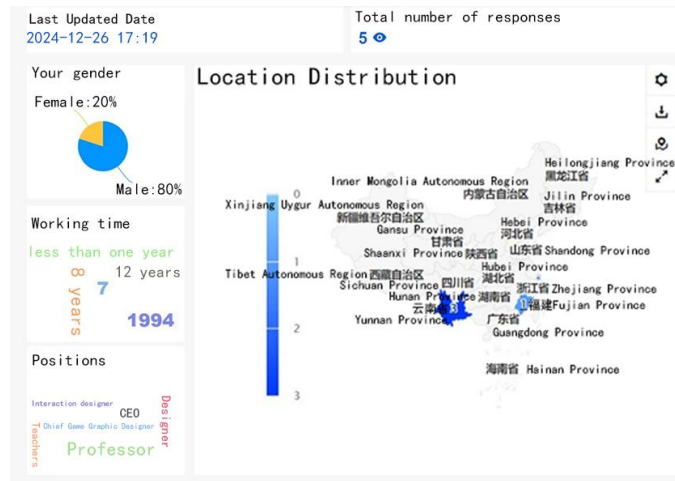 Last Updated Date
2024-12-26 17:19
Total number of responses
5
Your gender
Female:20%
Male:80%
Working time
less than one year
8 years
12 years
7
1994
Positions
Interaction designer
CEO
Designer
Teachers
Chief Game Graphic Designer
Professor
Location Distribution
0
1
2
3
Heilongjiang Province
黑龙江省
Inner Mongolia Autonomous Region
内蒙古自治区
Jilin Province
吉林省
Xinjiang Uygur Autonomous Region
新疆维吾尔自治区
Hebei Province
河北省
Gansu Province
甘肃省
Shaanxi Province 陕西省
山东省 Shandong Province
Hubei Province
湖北省
Tibet Autonomous Region 西藏自治区
Sichuan Province 四川省
浙江省 Zhejiang Province
Hunan Province 湖南省
1 福建 Fujian Province
云南省 3
Yunnan Province
广东省
Guangdong Province
海南省 Hainan Province